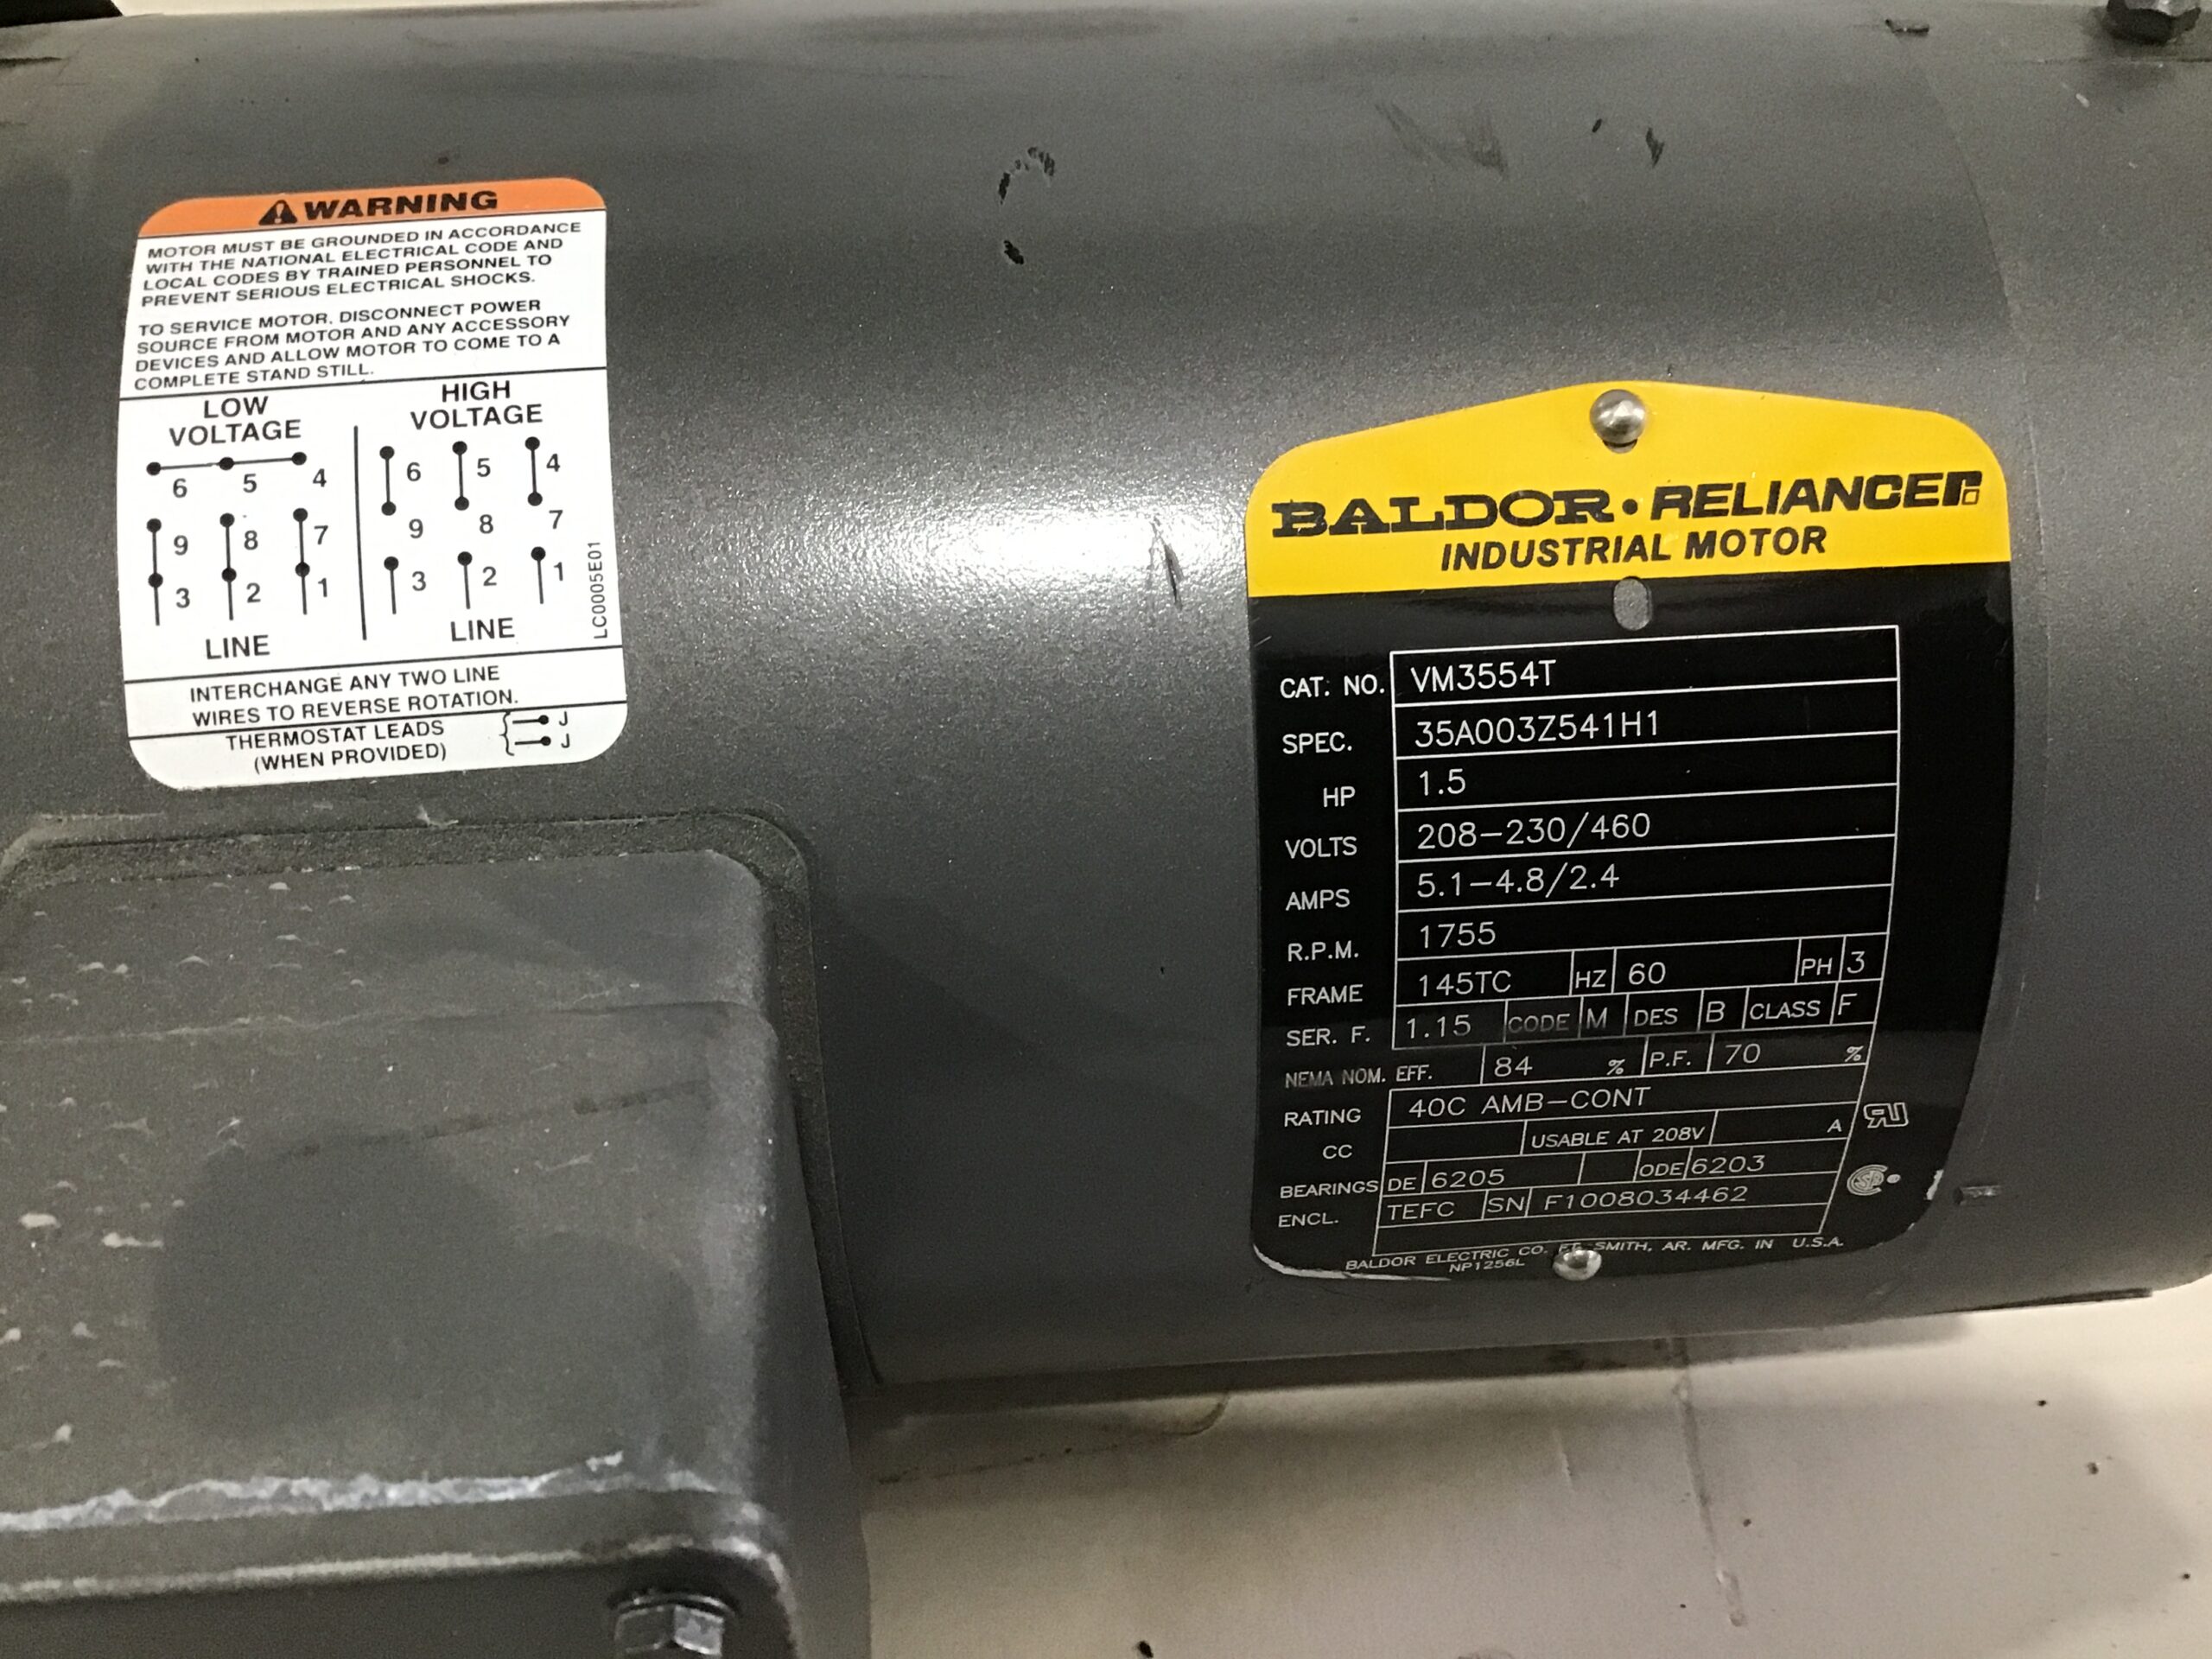 WARNING
MOTOR MUST BE GROUNDED IN ACCORDANCE
WITH THE NATIONAL ELECTRICAL CODE AND
LOCAL CODES BY TRAINED PERSONNEL TO
PREVENT SERIOUS ELECTRICAL SHOCKS.
TO SERVICE MOTOR, DISCONNECT POWER
SOURCE FROM MOTOR AND ANY ACCESSORY
DEVICES AND ALLOW MOTOR TO COME TO A
COMPLETE STAND STILL.
LOW
VOLTAGE
6 5 4
9 8 7
3 2 1
LINE
HIGH
VOLTAGE
6 5 4
9 8 7
3 2 1
LINE
LC0005E01
INTERCHANGE ANY TWO LINE
WIRES TO REVERSE ROTATION.
THERMOSTAT LEADS J
(WHEN PROVIDED) J
BALDOR • RELIANCER
INDUSTRIAL MOTOR
CAT. NO. VM3554T
SPEC. 35A003Z541H1
HP 1.5
VOLTS 208-230/460
AMPS 5.1-4.8/2.4
R.P.M. 1755
FRAME 145TC HZ 60 PH 3
SER. F. 1.15 CODE M DES B CLASS F
NEMA NOM. EFF. 84 % P.F. 70 %
RATING 40C AMB-CONT
CC USABLE AT 208V A
BEARINGS DE 6205 ODE 6203
ENCL. TEFC SN F1008034462
BALDOR ELECTRIC CO. FT. SMITH, AR. MFG. IN U.S.A.
NP1256L